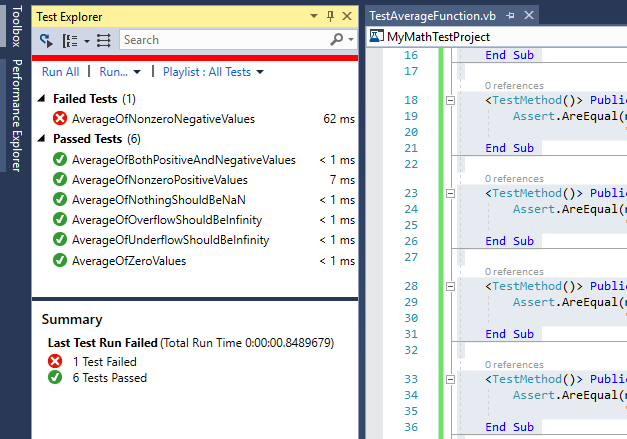 Toolbox
Performance Explorer
Test Explorer
Search
Run All | Run... | Playlist : All Tests
Failed Tests (1)
AverageOfNonzeroNegativeValues 62 ms
Passed Tests (6)
AverageOfBothPositiveAndNegativeValues < 1 ms
AverageOfNonzeroPositiveValues 7 ms
AverageOfNothingShouldBeNaN < 1 ms
AverageOfOverflowShouldBeInfinity < 1 ms
AverageOfUnderflowShouldBeInfinity < 1 ms
AverageOfZeroValues < 1 ms
Summary
Last Test Run Failed (Total Run Time 0:00:00.8489679)
1 Test Failed
6 Tests Passed
TestAverageFunction.vb
MyMathTestProject
16 End Sub
17
0 references
18 <TestMethod()> Publi
19 Assert.AreEqual(
20
21 End Sub
22
0 references
23 <TestMethod()> Publi
24 Assert.AreEqual(
25
26 End Sub
27
0 references
28 <TestMethod()> Publi
29 Assert.AreEqual(
30
31 End Sub
32
0 references
33 <TestMethod()> Publi
34 Assert.AreEqual(
35
36 End Sub